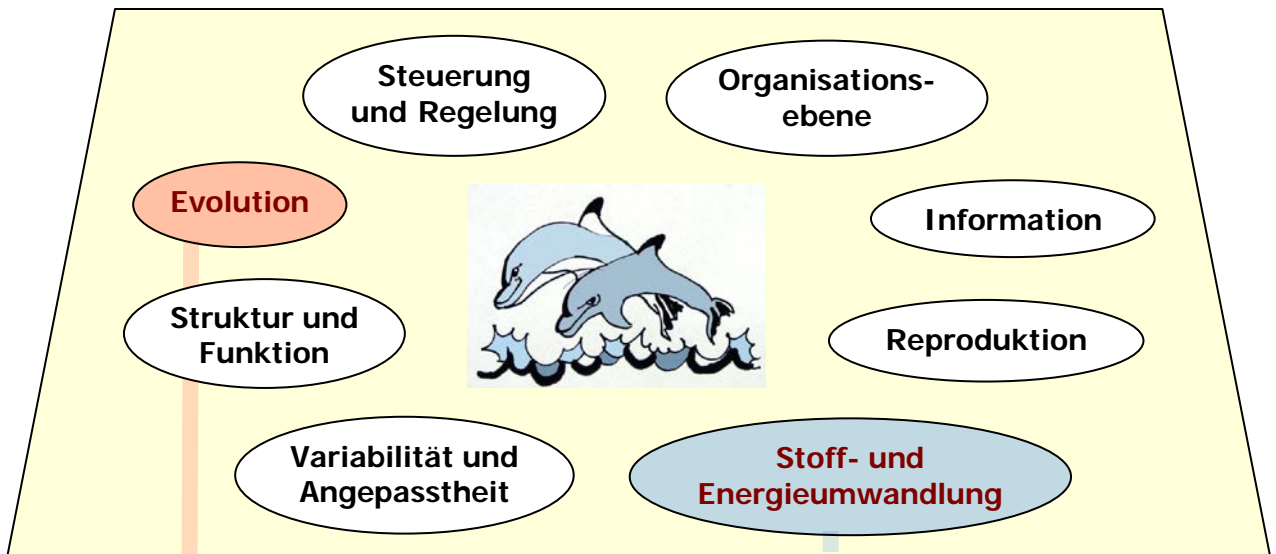 Steuerung
und Regelung
Organisations-
ebene
Evolution
Information
Struktur und
Funktion
Reproduktion
Variabilität und
Angepasstheit
Stoff- und
Energieumwandlung